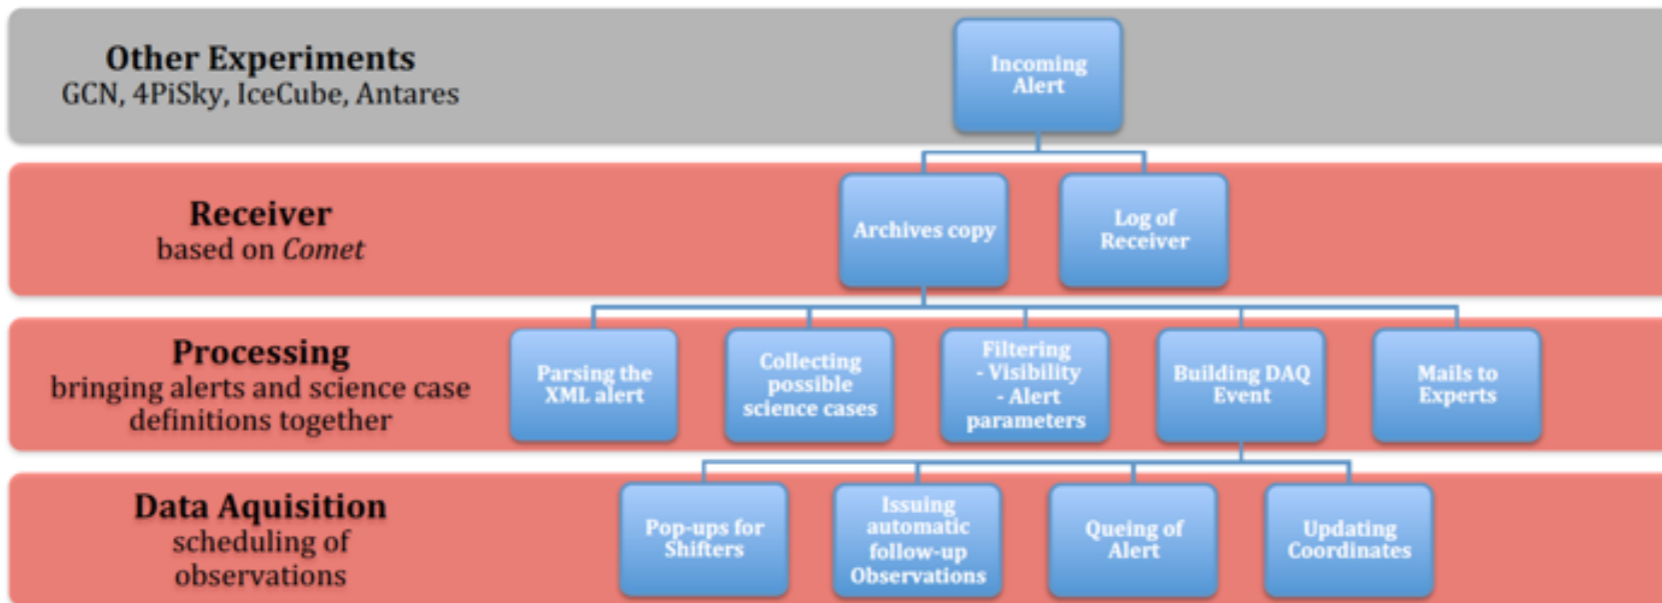 Other Experiments
GCN, 4PiSky, IceCube, Antares
Incoming
Alert
Receiver
based on Comet
Archives copy
Log of
Receiver
Processing
bringing alerts and science case
definitions together
Parsing the
XML alert
Collecting
possible
science cases
Filtering
- Visibility
- Alert
parameters
Building DAQ
Event
Mails to
Experts
Data Aquisition
scheduling of
observations
Pop-ups for
Shifters
Issuing
automatic
follow-up
Observations
Queing of
Alert
Updating
Coordinates